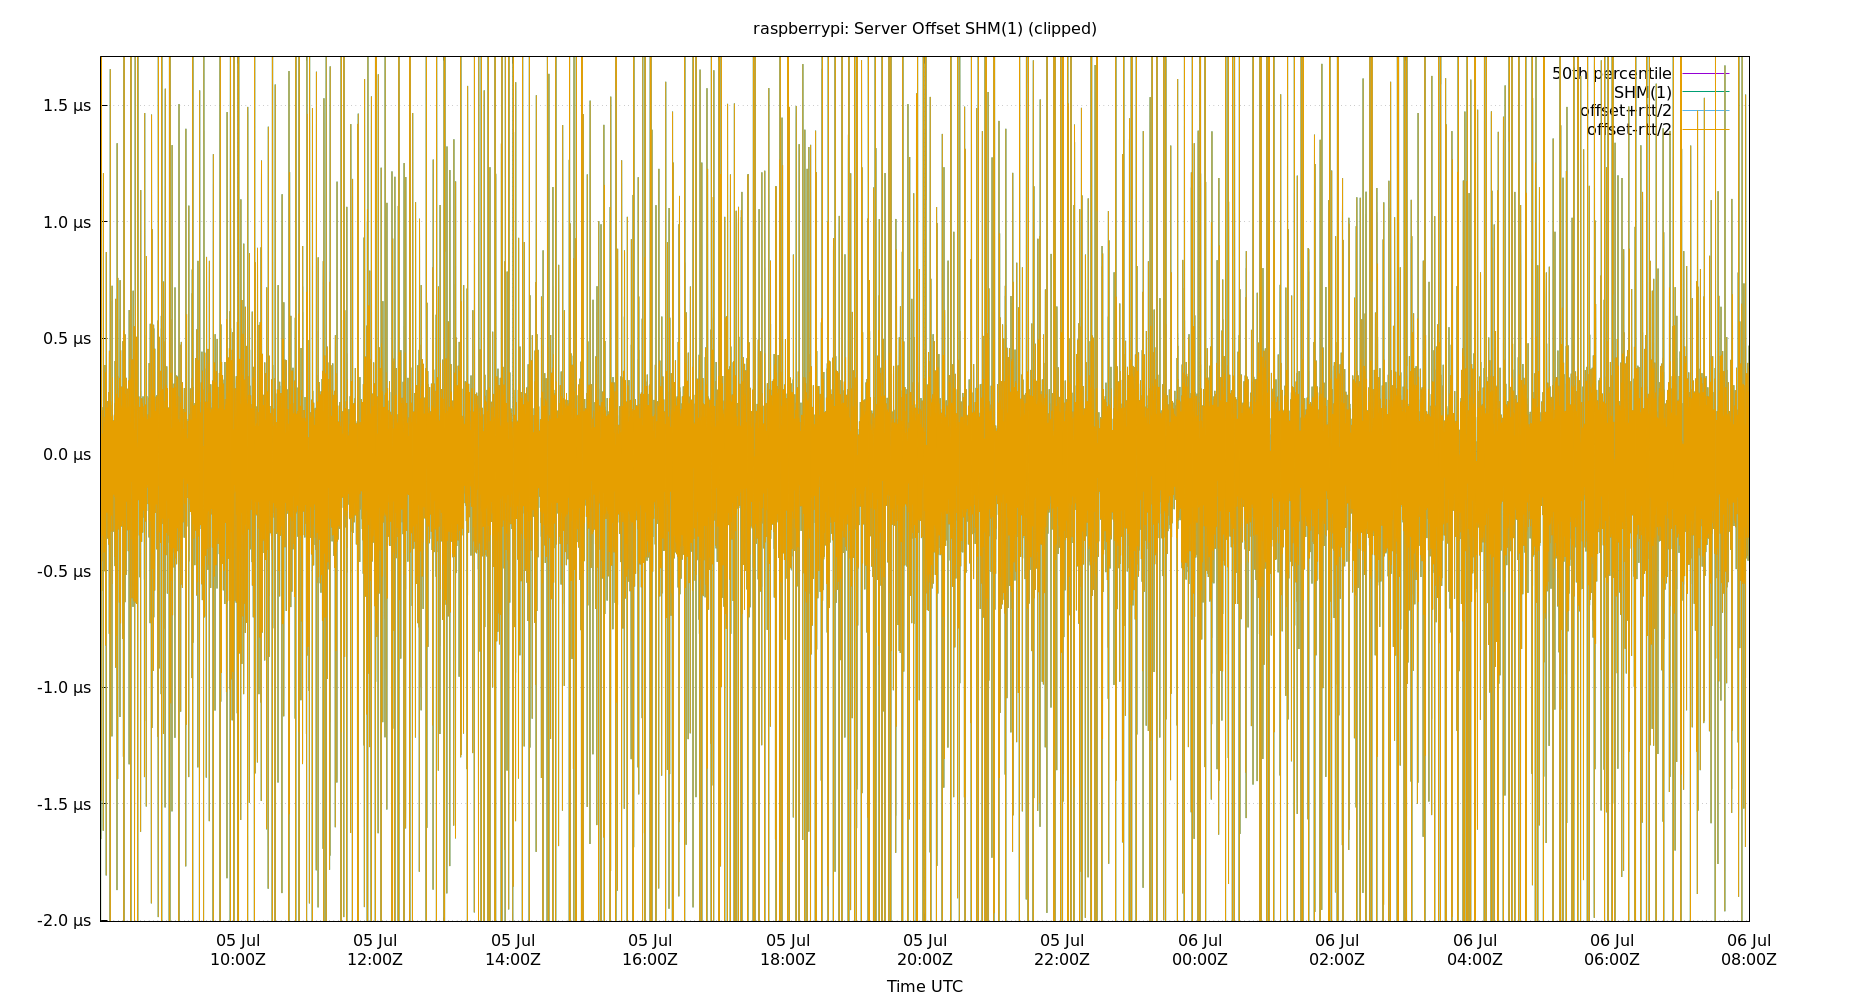 raspberrypi: Server Offset SHM(1) (clipped)
50th percentile
SHM(1)
offset+rtt/2
offset-rtt/2
1.5 µs
1.0 µs
0.5 µs
0.0 µs
-0.5 µs
-1.0 µs
-1.5 µs
-2.0 µs
05 Jul 05 Jul 05 Jul 05 Jul 05 Jul 05 Jul 05 Jul 06 Jul 06 Jul 06 Jul 06 Jul 06 Jul
10:00Z 12:00Z 14:00Z 16:00Z 18:00Z 20:00Z 22:00Z 00:00Z 02:00Z 04:00Z 06:00Z 08:00Z
Time UTC